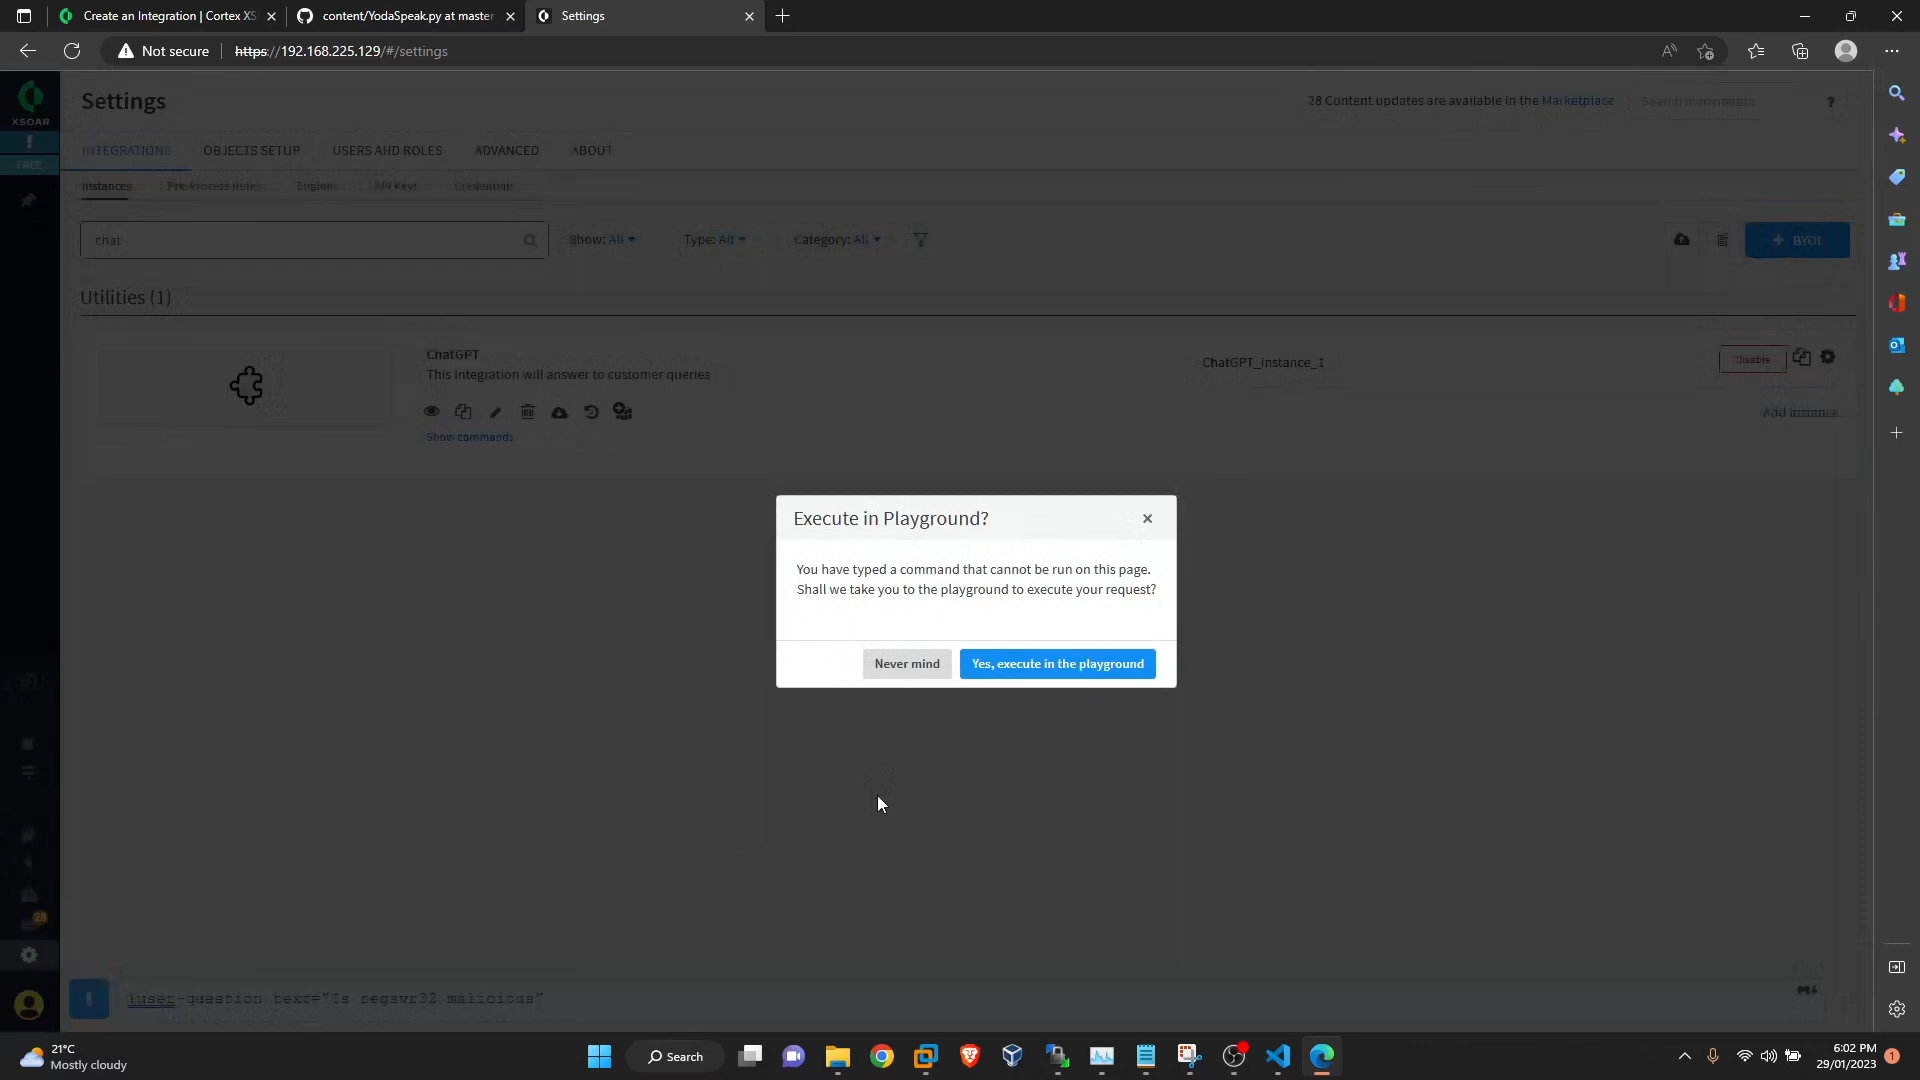 Create an Integration | Cortex XS
content/YodaSpeak.py at master
Settings
Not secure
https://192.168.225.129/#/settings
XSOAR
FREE
Settings
28 Content updates are available in the Marketplace
?
INTEGRATIONS
OBJECTS SETUP
USERS AND ROLES
ADVANCED
ABOUT
Instances
Pre-Process Rules
Engines
API Keys
Credentials
chat
Show: All
Type: All
Category: All
+ BYOI
Utilities (1)
ChatGPT
This integration will answer to customer queries
ChatGPT_instance_1
Disable
Add instance
Show commands
Execute in Playground?
You have typed a command that cannot be run on this page.
Shall we take you to the playground to execute your request?
Never mind
Yes, execute in the playground
28
!user-question text="Is regsvr32 malicious"
21°C
Mostly cloudy
Search
6:02 PM
29/01/2023
1